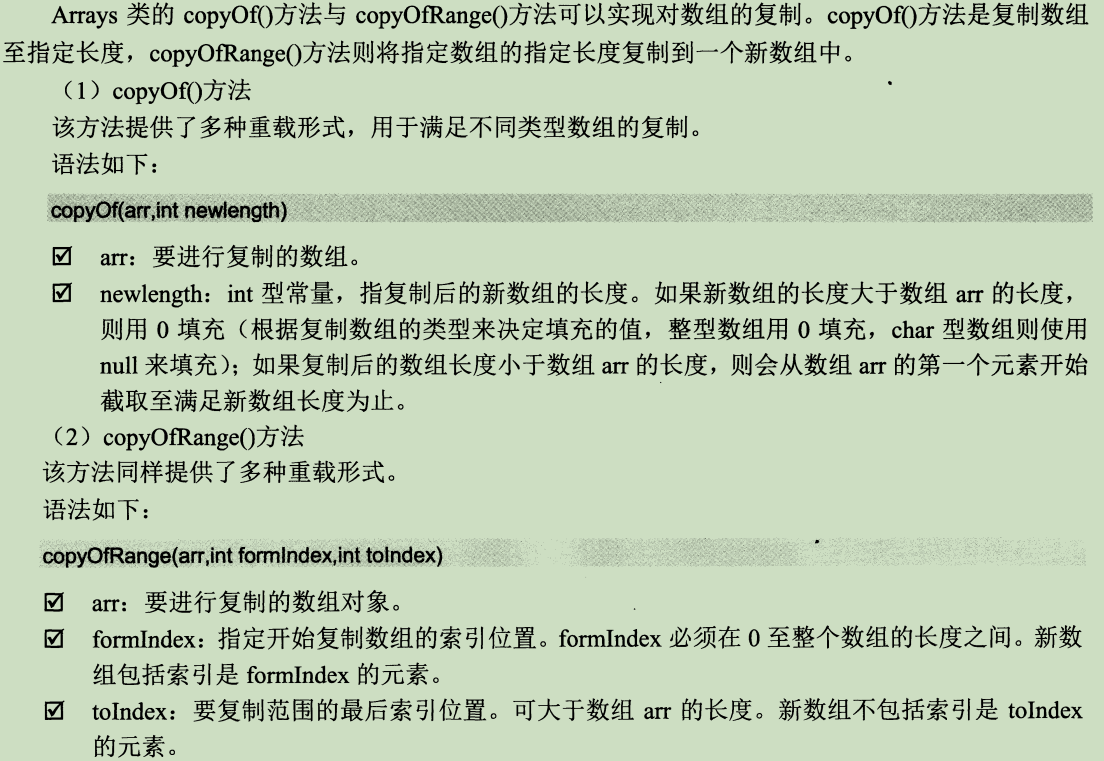 Arrays 类的 copyOf()方法与 copyOfRange()方法可以实现对数组的复制。copyOf()方法是复制数组
至指定长度，copyOfRange()方法则将指定数组的指定长度复制到一个新数组中。
（1）copyOf()方法
该方法提供了多种重载形式，用于满足不同类型数组的复制。
语法如下：
copyOf(arr,int newlength)
☑ arr：要进行复制的数组。
☑ newlength：int 型常量，指复制后的新数组的长度。如果新数组的长度大于数组 arr 的长度，
则用 0 填充（根据复制数组的类型来决定填充的值，整型数组用 0 填充，char 型数组则使用
null 来填充）；如果复制后的数组长度小于数组 arr 的长度，则会从数组 arr 的第一个元素开始
截取至满足新数组长度为止。
（2）copyOfRange()方法
该方法同样提供了多种重载形式。
语法如下：
copyOfRange(arr,int formIndex,int toIndex)
☑ arr：要进行复制的数组对象。
☑ formIndex：指定开始复制数组的索引位置。formIndex 必须在 0 至整个数组的长度之间。新数
组包括索引是 formIndex 的元素。
☑ toIndex：要复制范围的最后索引位置。可大于数组 arr 的长度。新数组不包括索引是 toIndex
的元素。